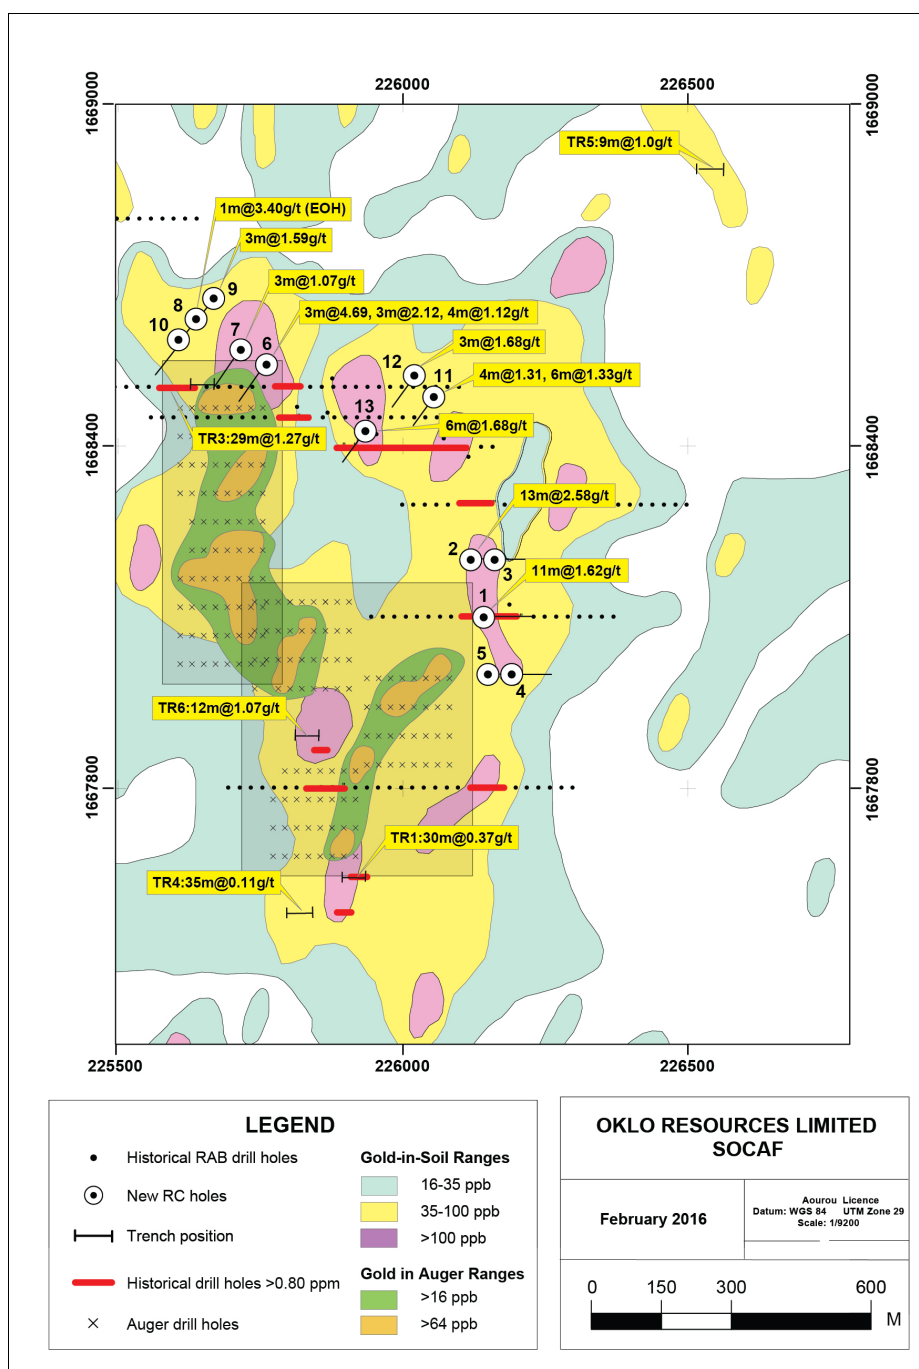 226000
226500
1669000
1669000
TR5:9m@1.0g/t
1m@3.40g/t (EOH)
3m@1.59g/t
9
3m@1.07g/t
8
3m@4.69, 3m@2.12, 4m@1.12g/t
10
7
6
3m@1.68g/t
12
11
4m@1.31, 6m@1.33g/t
13
6m@1.68g/t
TR3:29m@1.27g/t
1668400
1668400
13m@2.58g/t
2
3
11m@1.62g/t
1
5
4
TR6:12m@1.07g/t
1667800
1667800
TR1:30m@0.37g/t
TR4:35m@0.11g/t
225500
226000
226500
LEGEND
Historical RAB drill holes
New RC holes
Trench position
Historical drill holes >0.80 ppm
Auger drill holes
Gold-in-Soil Ranges
16-35 ppb
35-100 ppb
>100 ppb
Gold in Auger Ranges
>16 ppb
>64 ppb
OKLO RESOURCES LIMITED
SOCAF
February 2016
Aourou Licence
Datum: WGS 84 UTM Zone 29
Scale: 1/9200
0 150 300 600
M